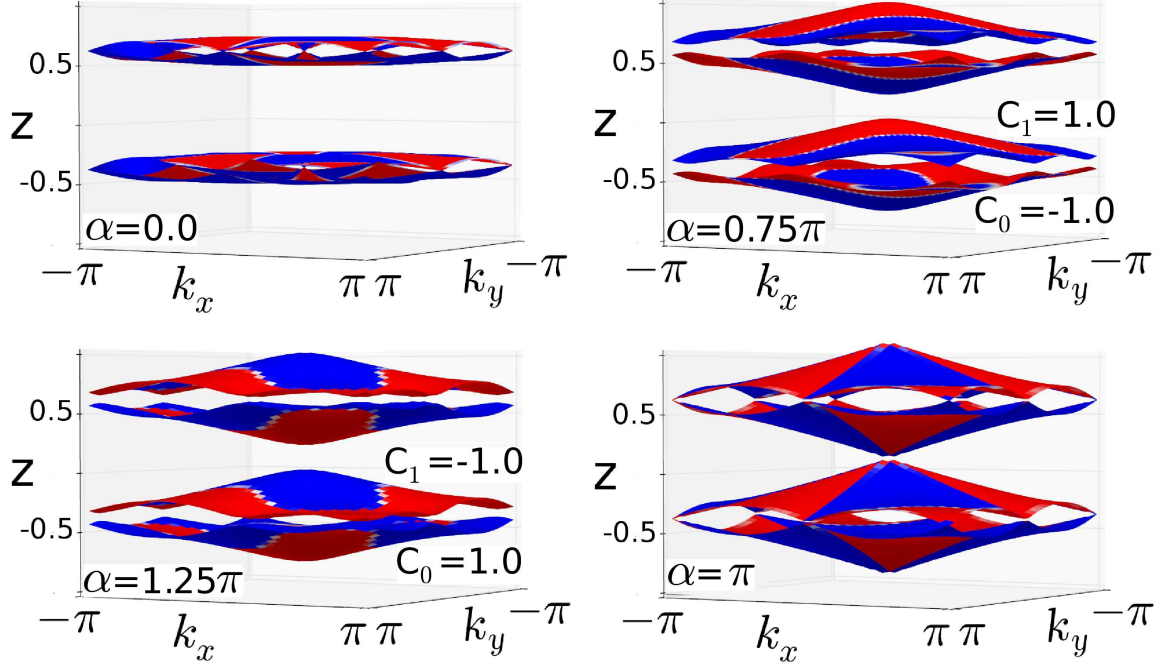 0.5
z
-0.5
α=0.0
−π
k_x
π π
k_y
−π
0.5
z
C_1=1.0
-0.5
C_0=-1.0
α=0.75π
−π
k_x
π π
k_y
−π
0.5
z
C_1=-1.0
-0.5
C_0=1.0
α=1.25π
−π
k_x
π π
k_y
−π
0.5
z
-0.5
α=π
−π
k_x
π π
k_y
−π